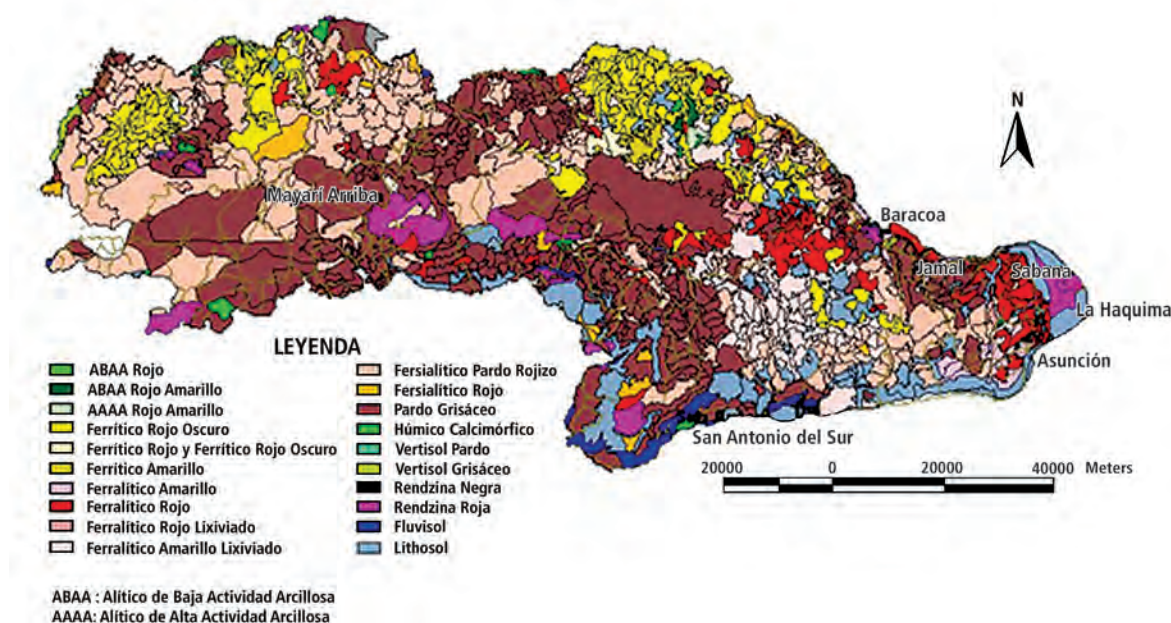 N
Mayarí Arriba
Baracoa
Jamal
Sabana
La Haquima
Asunción
San Antonio del Sur
20000 0 20000 40000 Meters
LEYENDA
ABAA Rojo
ABAA Rojo Amarillo
AAAA Rojo Amarillo
Ferrítico Rojo Oscuro
Ferrítico Rojo y Ferrítico Rojo Oscuro
Ferrítico Amarillo
Ferralítico Amarillo
Ferralítico Rojo
Ferralítico Rojo Lixiviado
Ferralítico Amarillo Lixiviado
Fersialítico Pardo Rojizo
Fersialítico Rojo
Pardo Grisáceo
Húmico Calcimórfico
Vertisol Pardo
Vertisol Grisáceo
Rendzina Negra
Rendzina Roja
Fluvisol
Lithosol
ABAA : Alítico de Baja Actividad Arcillosa
AAAA: Alítico de Alta Actividad Arcillosa